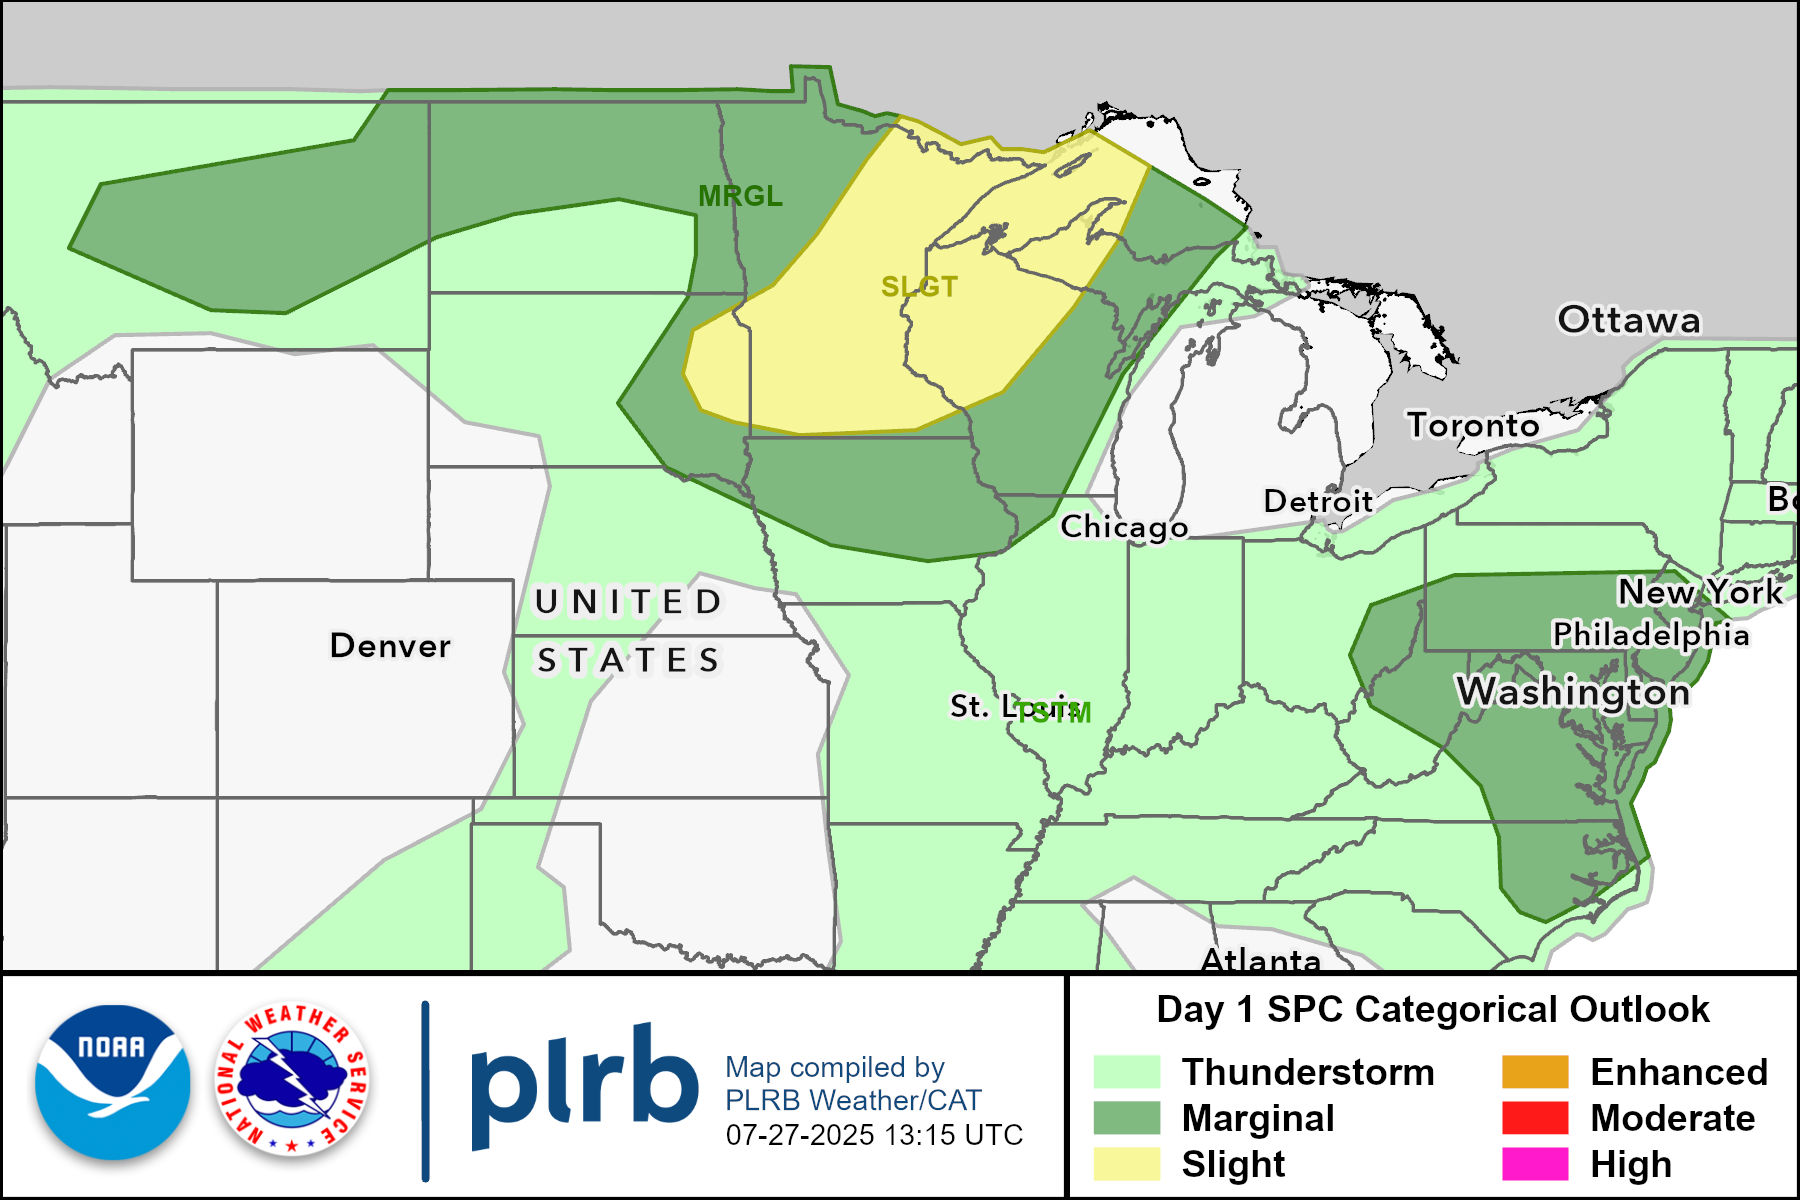 MRGL
SLGT
Ottawa
Toronto
Detroit
Chicago
Bo
New York
UNITED
STATES
Denver
Philadelphia
Washington
St. Louis
TSTM
Atlanta
NOAA
NATIONAL WEATHER SERVICE
plrb
Map compiled by
PLRB Weather/CAT
07-27-2025 13:15 UTC
Day 1 SPC Categorical Outlook
Thunderstorm
Marginal
Slight
Enhanced
Moderate
High